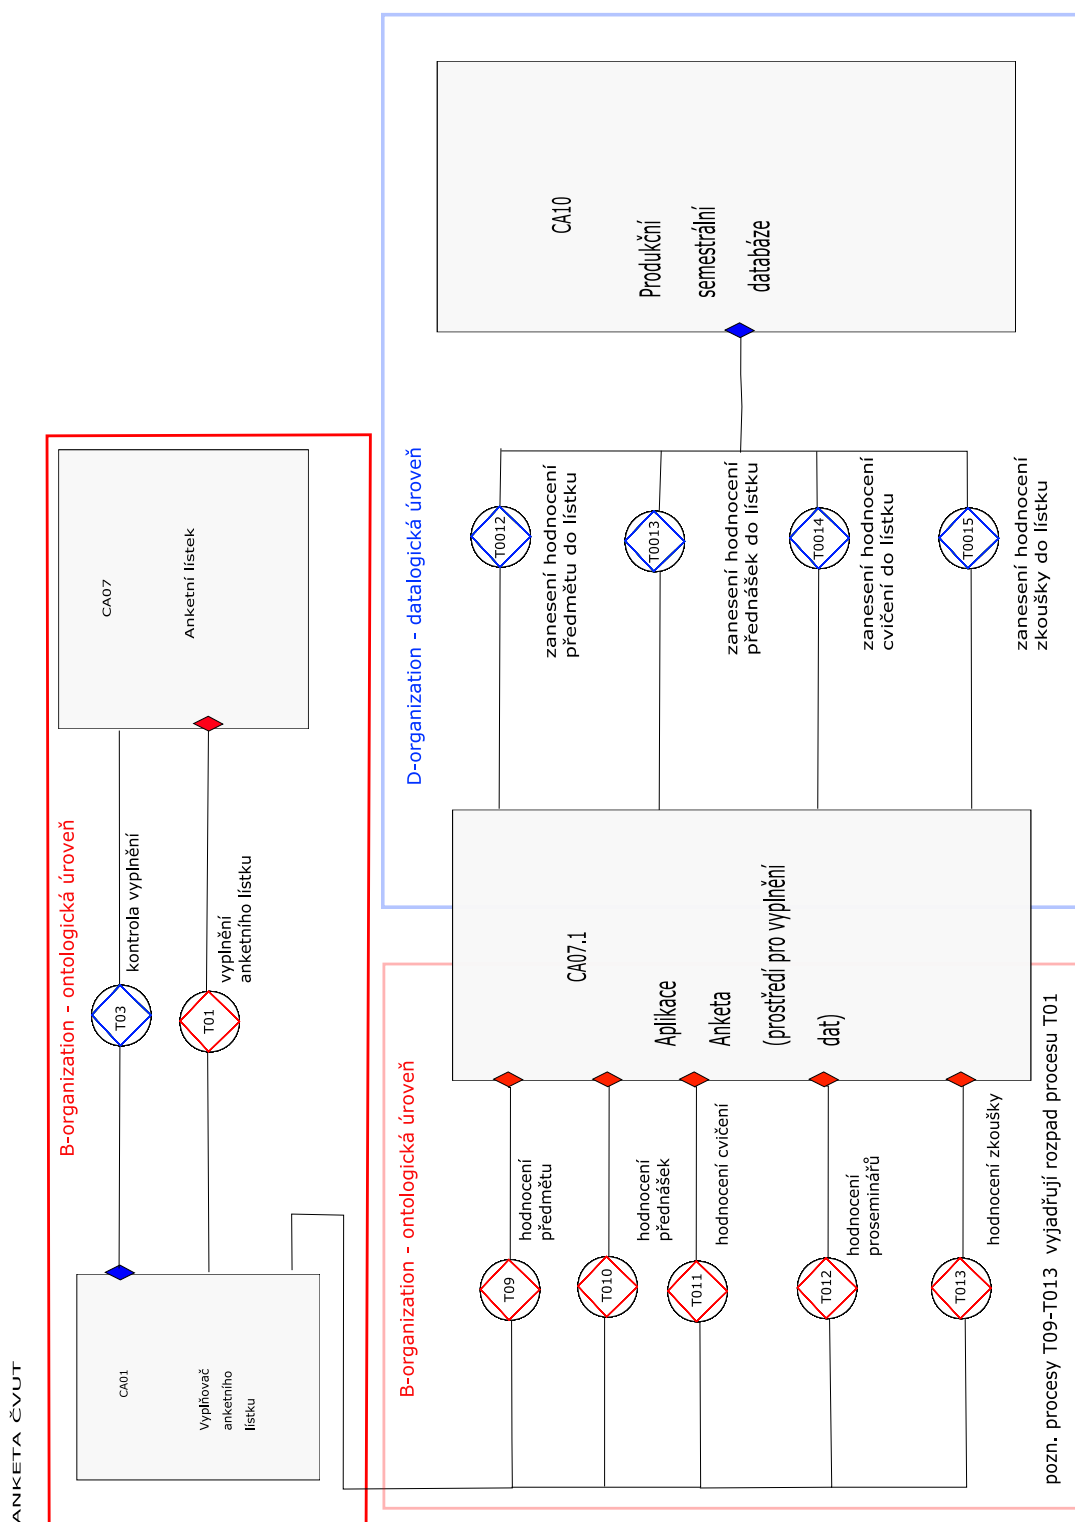 ANKETA ČVUT
B-organization - ontologická úroveň
CA01
Vyplňovač
anketního
lístku
T03
kontrola vyplnění
T01
vyplnění
anketního lístku
CA07
Anketní lístek
B-organization - ontologická úroveň
T09
hodnocení
předmětu
T010
hodnocení
přednášek
T011
hodnocení cvičení
T012
hodnocení
proseminářů
T013
hodnocení zkoušky
pozn. procesy T09-T013 vyjadřují rozpad procesu T01
CA07.1
Aplikace
Anketa
(prostředí pro vyplnění
dat)
D-organization - datalogická úroveň
T0012
zanesení hodnocení
předmětu do lístku
T0013
zanesení hodnocení
přednášek do lístku
T0014
zanesení hodnocení
cvičení do lístku
T0015
zanesení hodnocení
zkoušky do lístku
CA10
Produkční
semestrální
databáze